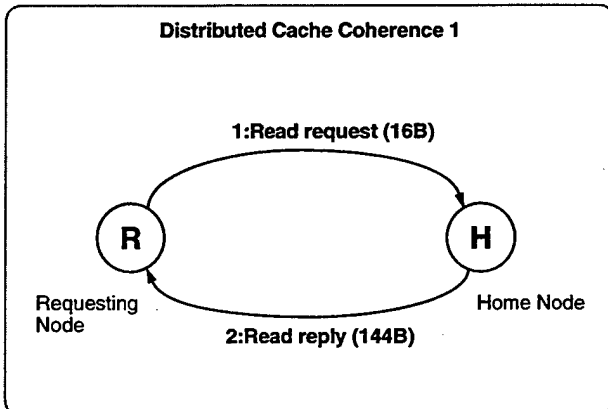 Distributed Cache Coherence 1
1:Read request (16B)
R
H
Requesting
Node
Home Node
2:Read reply (144B)